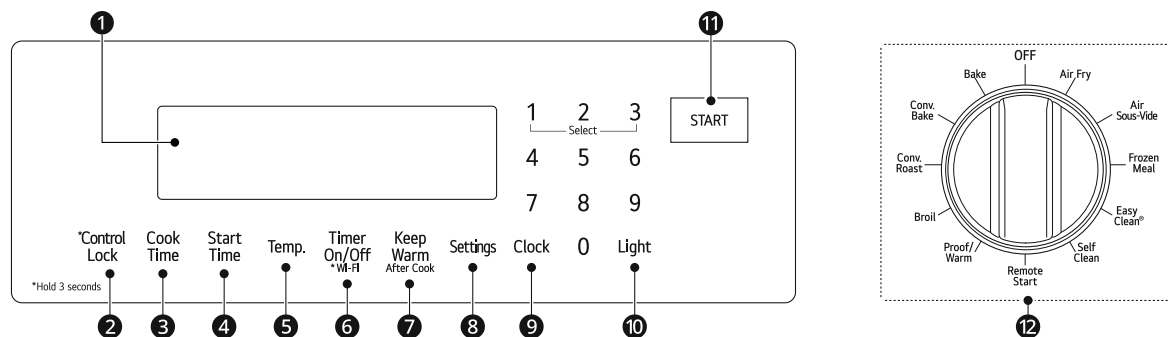 1
11
1 2 3
Select
START
4 5 6
7 8 9
0
*Control
Lock
Cook
Time
Start
Time
Temp.
Timer
On/Off
*Wi-Fi
Keep
Warm
After Cook
Settings
Clock
Light
*Hold 3 seconds
2 3 4 5 6 7 8 9 10
OFF
Air Fry
Air
Sous-Vide
Frozen
Meal
Easy
Clean®
Self
Clean
Remote
Start
Proof/
Warm
Broil
Conv.
Roast
Conv.
Bake
Bake
12